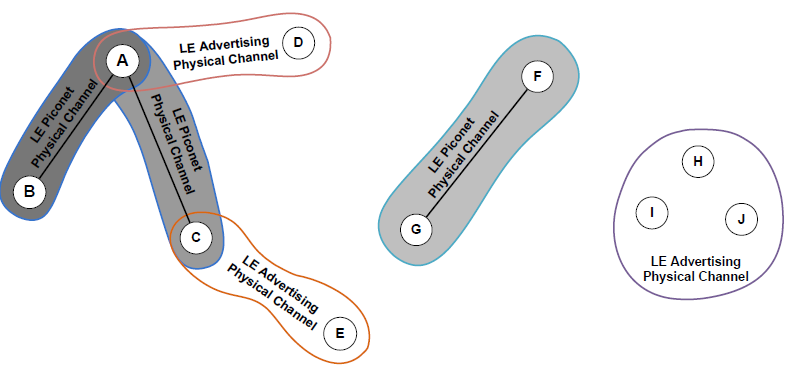 A
LE Advertising
Physical Channel
D
LE Piconet
Physical Channel
LE Piconet
Physical Channel
B
C
LE Advertising
Physical Channel
E
F
LE Piconet
Physical Channel
G
H
I
J
LE Advertising
Physical Channel